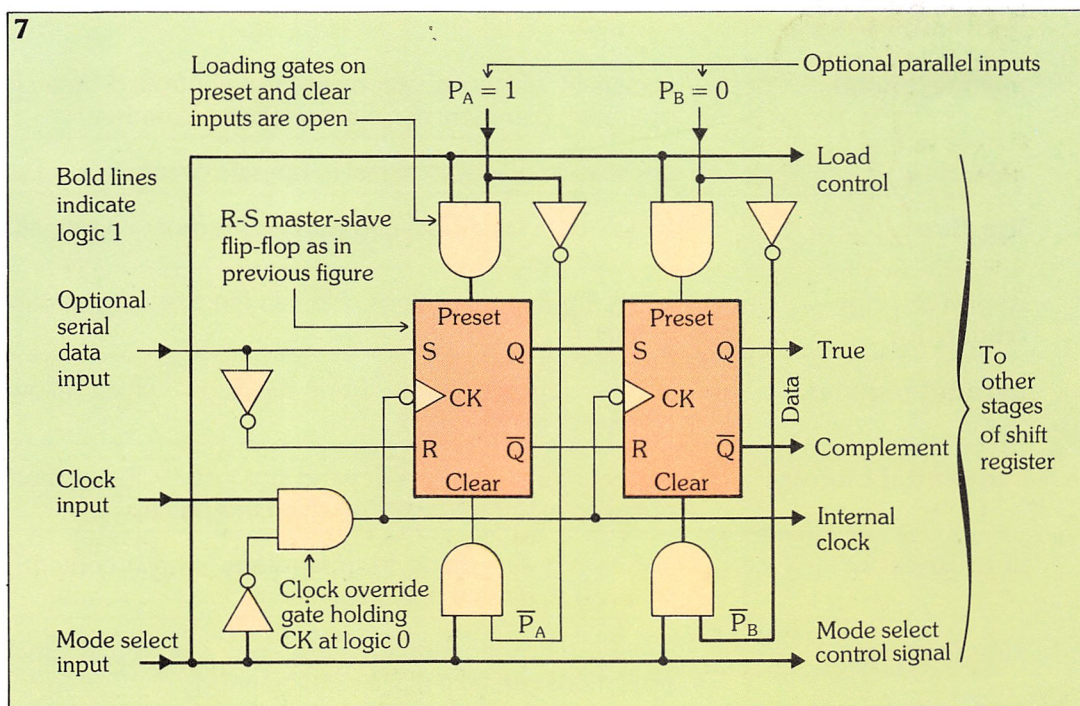 7
Loading gates on
preset and clear
inputs are open
Optional parallel inputs
P_A = 1
P_B = 0
Load
control
Bold lines
indicate
logic 1
R-S master-slave
flip-flop as in
previous figure
Optional
serial
data
input
Preset
S
Q
CK
R
Q̅
Clear
Preset
S
Q
CK
R
Q̅
Clear
True
Data
Complement
To
other
stages
of shift
register
Clock
input
Internal
clock
Clock override
gate holding
CK at logic 0
P̅_A
P̅_B
Mode select
input
Mode select
control signal